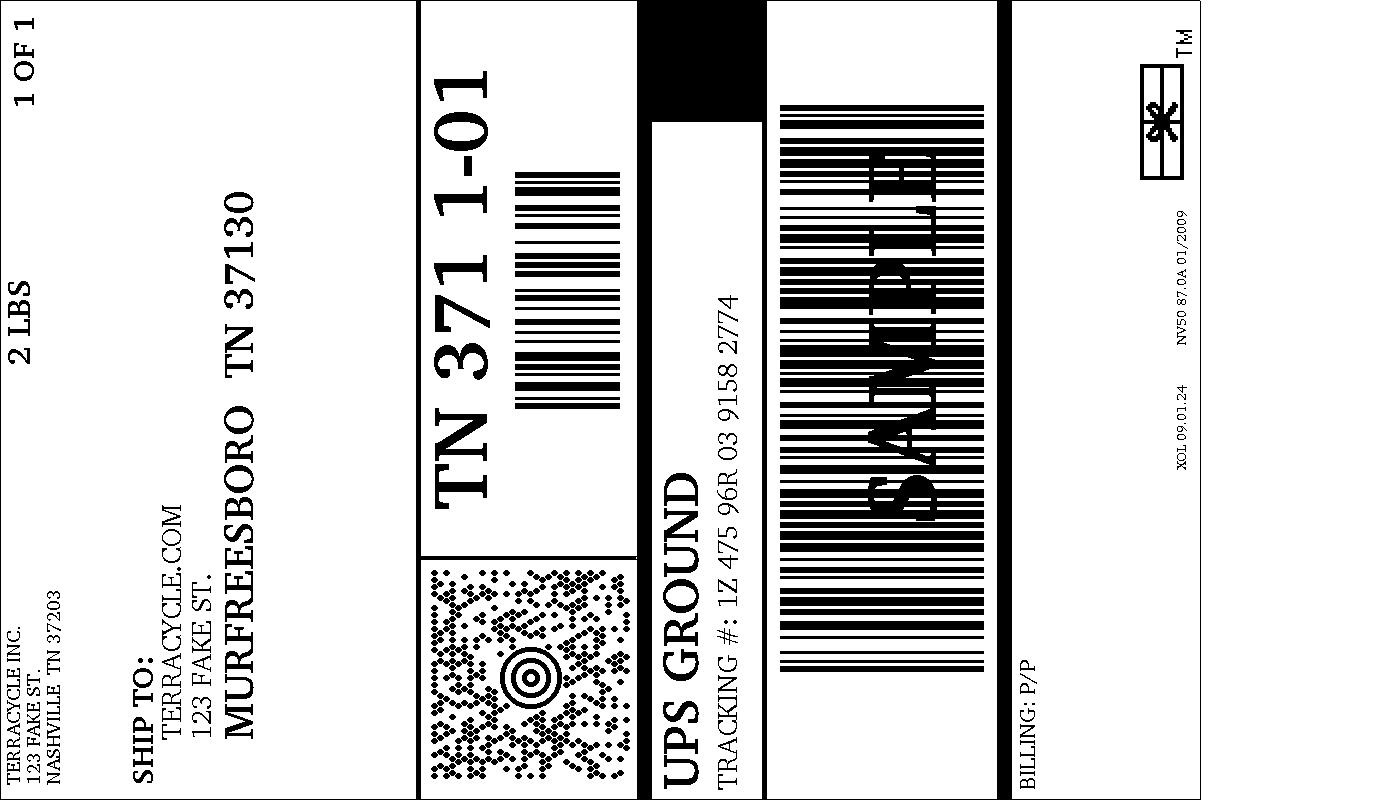 TERRACYCLE INC.
123 FAKE ST.
NASHVILLE TN 37203
2 LBS
1 OF 1
SHIP TO:
TERRACYCLE.COM
123 FAKE ST.
MURFREESBORO TN 37130
TN 371 1-01
UPS GROUND
TRACKING #: 1Z 475 96R 03 9158 2774
SAMPLE
BILLING: P/P
XOL 09.01.24 NV50 87.0A 01/2009
TM